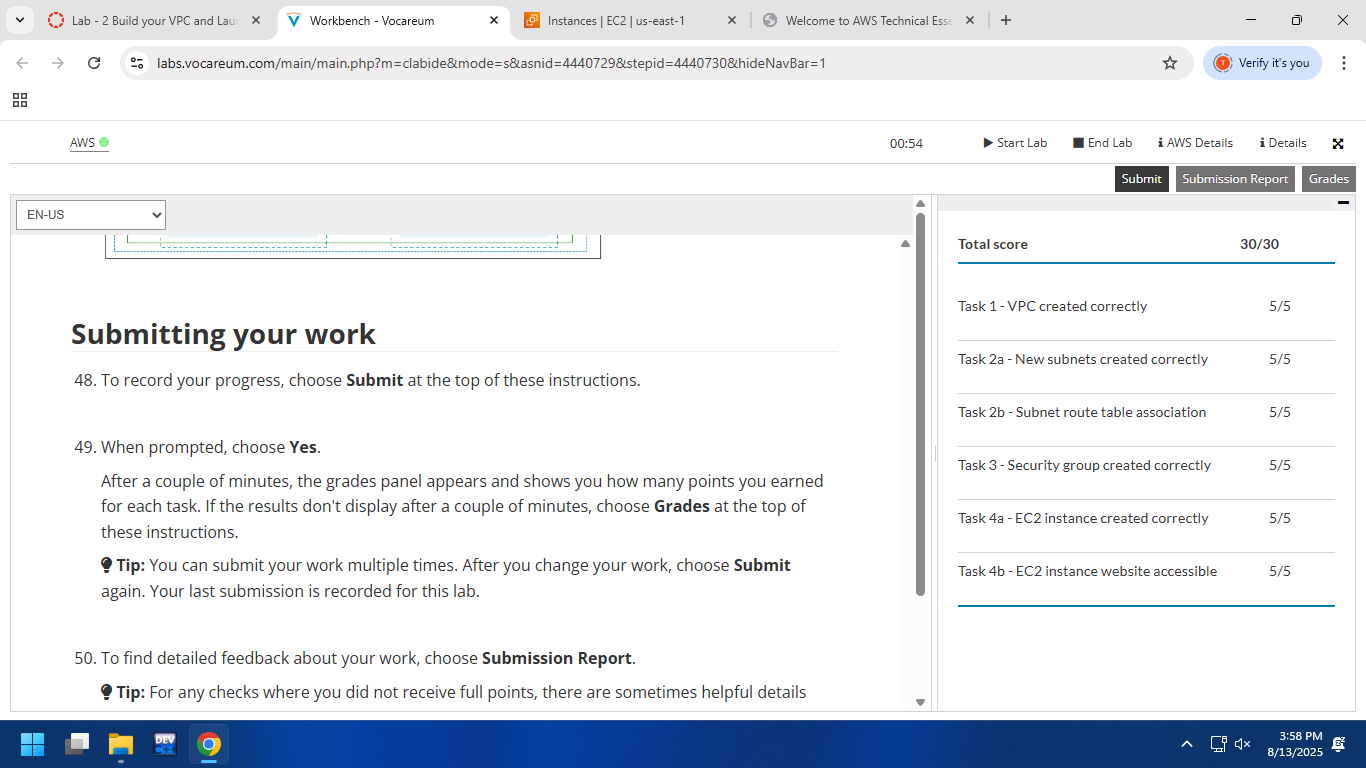 Lab - 2 Build your VPC and Lau
Workbench - Vocareum
Instances | EC2 | us-east-1
Welcome to AWS Technical Esse
labs.vocareum.com/main/main.php?m=clabide&mode=s&asnid=4440729&stepid=4440730&hideNavBar=1
Verify it's you
AWS
00:54
Start Lab
End Lab
AWS Details
Details
Submit
Submission Report
Grades
EN-US
Submitting your work
48. To record your progress, choose Submit at the top of these instructions.
49. When prompted, choose Yes.
After a couple of minutes, the grades panel appears and shows you how many points you earned
for each task. If the results don't display after a couple of minutes, choose Grades at the top of
these instructions.
Tip: You can submit your work multiple times. After you change your work, choose Submit
again. Your last submission is recorded for this lab.
50. To find detailed feedback about your work, choose Submission Report.
Tip: For any checks where you did not receive full points, there are sometimes helpful details
Total score 30/30
Task 1 - VPC created correctly 5/5
Task 2a - New subnets created correctly 5/5
Task 2b - Subnet route table association 5/5
Task 3 - Security group created correctly 5/5
Task 4a - EC2 instance created correctly 5/5
Task 4b - EC2 instance website accessible 5/5
DEV
3:58 PM
8/13/2025